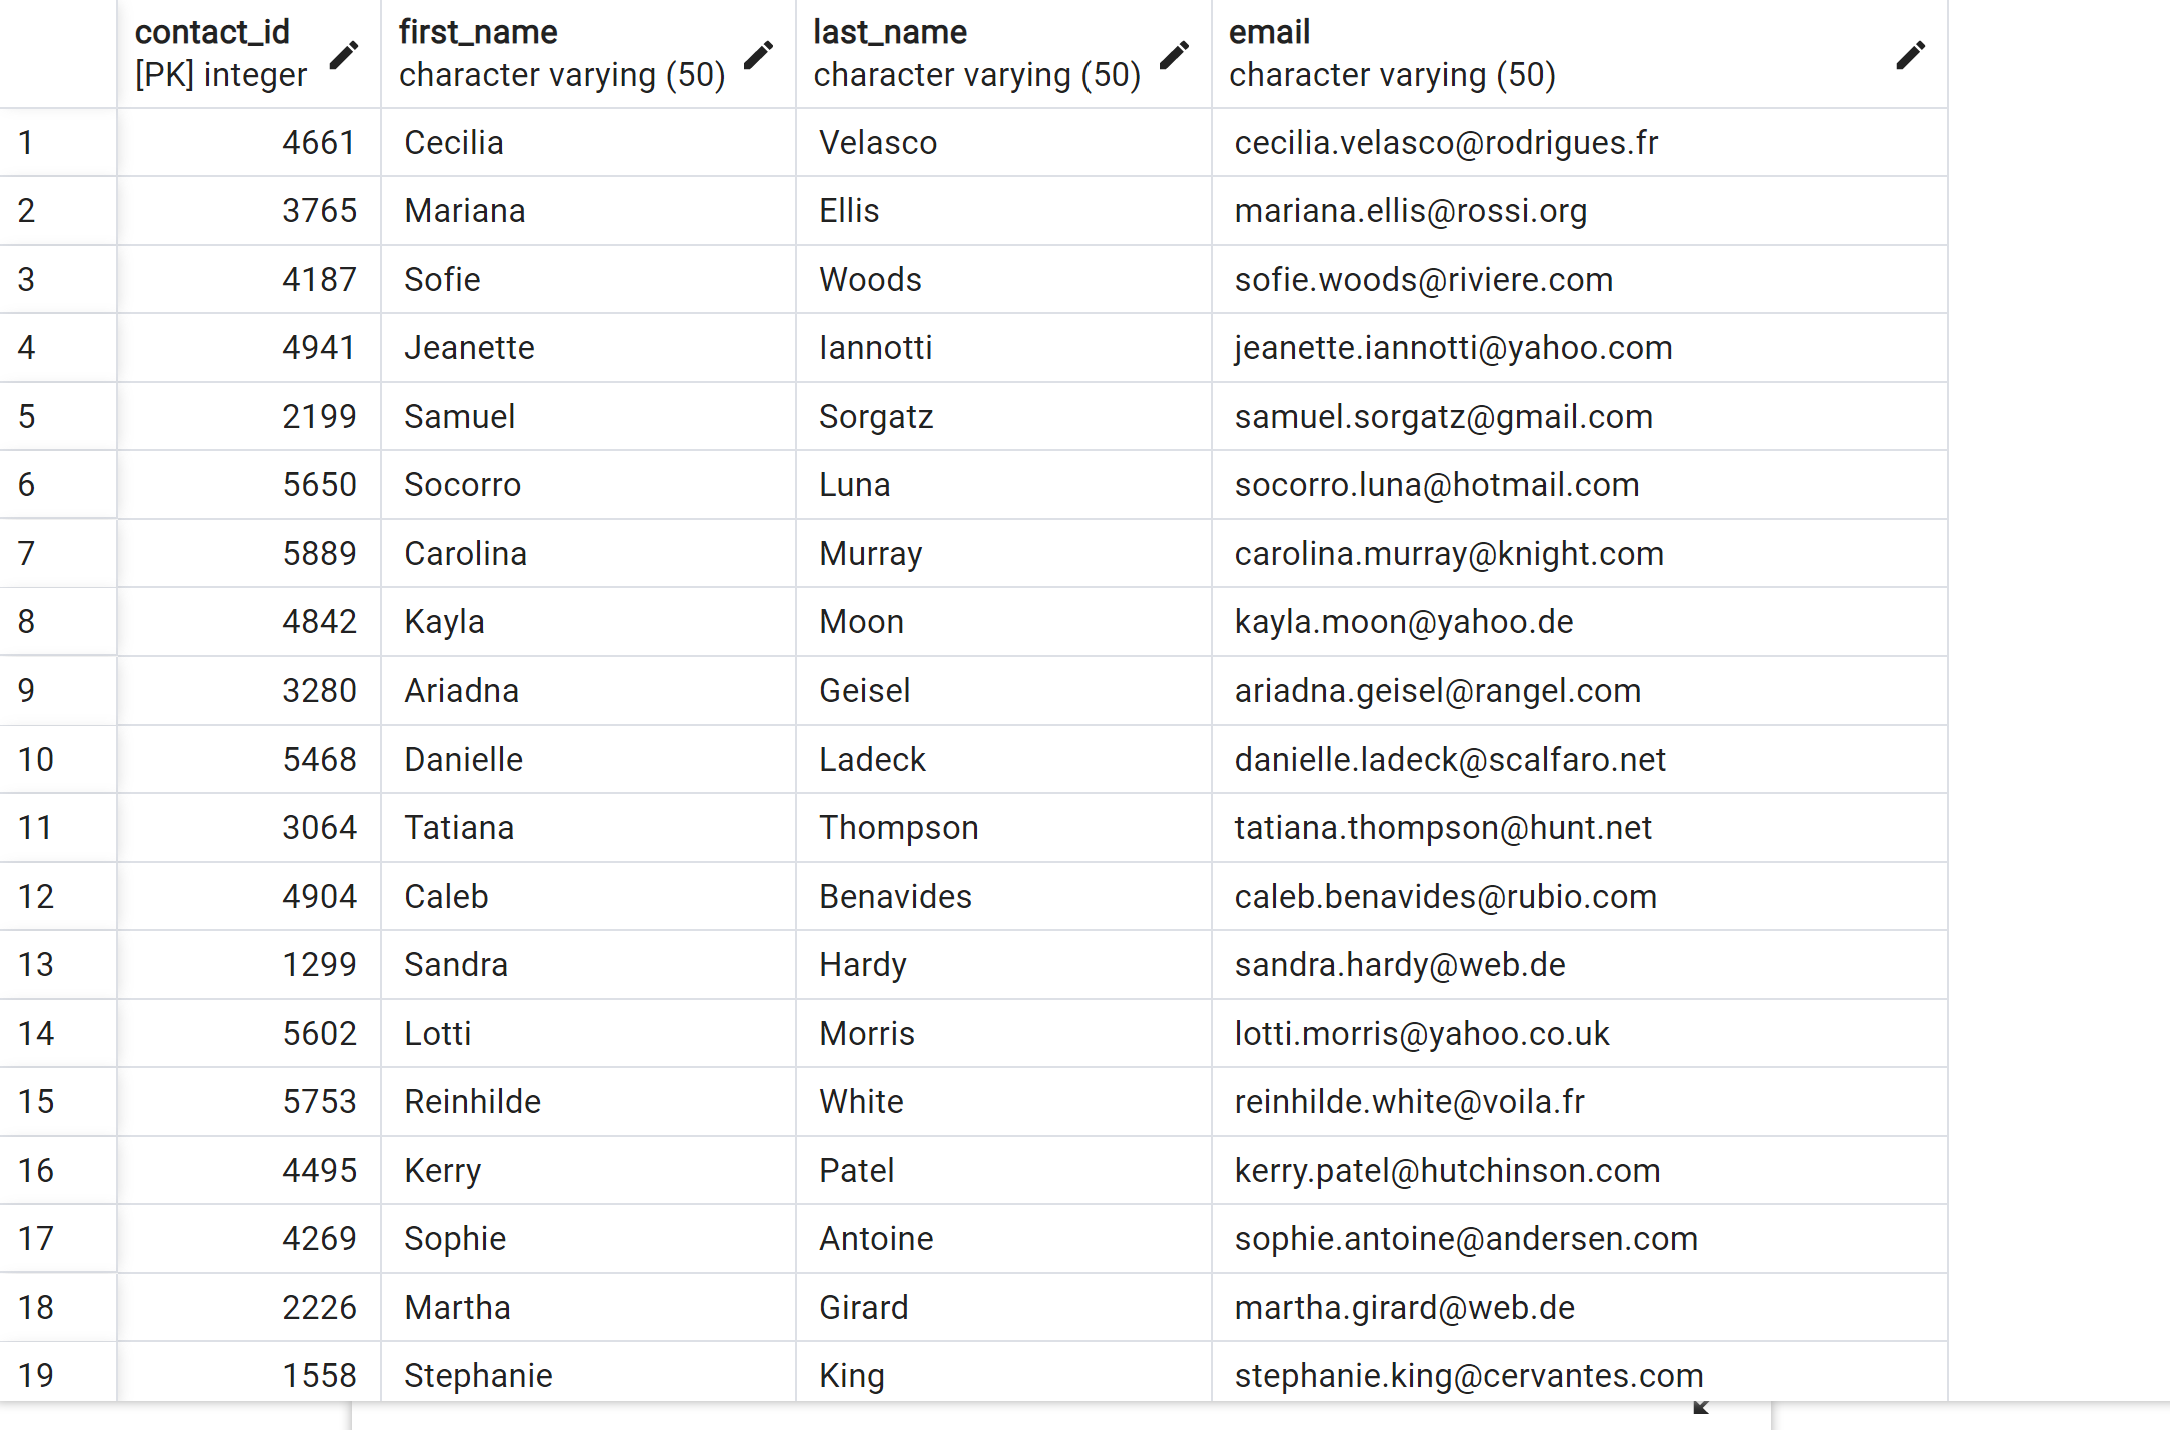 contact_id first_name last_name email
[PK] integer character varying (50) character varying (50) character varying (50)
1 4661 Cecilia Velasco cecilia.velasco@rodrigues.fr
2 3765 Mariana Ellis mariana.ellis@rossi.org
3 4187 Sofie Woods sofie.woods@riviere.com
4 4941 Jeanette Iannotti jeanette.iannotti@yahoo.com
5 2199 Samuel Sorgatz samuel.sorgatz@gmail.com
6 5650 Socorro Luna socorro.luna@hotmail.com
7 5889 Carolina Murray carolina.murray@knight.com
8 4842 Kayla Moon kayla.moon@yahoo.de
9 3280 Ariadna Geisel ariadna.geisel@rangel.com
10 5468 Danielle Ladeck danielle.ladeck@scalfaro.net
11 3064 Tatiana Thompson tatiana.thompson@hunt.net
12 4904 Caleb Benavides caleb.benavides@rubio.com
13 1299 Sandra Hardy sandra.hardy@web.de
14 5602 Lotti Morris lotti.morris@yahoo.co.uk
15 5753 Reinhilde White reinhilde.white@voila.fr
16 4495 Kerry Patel kerry.patel@hutchinson.com
17 4269 Sophie Antoine sophie.antoine@andersen.com
18 2226 Martha Girard martha.girard@web.de
19 1558 Stephanie King stephanie.king@cervantes.com